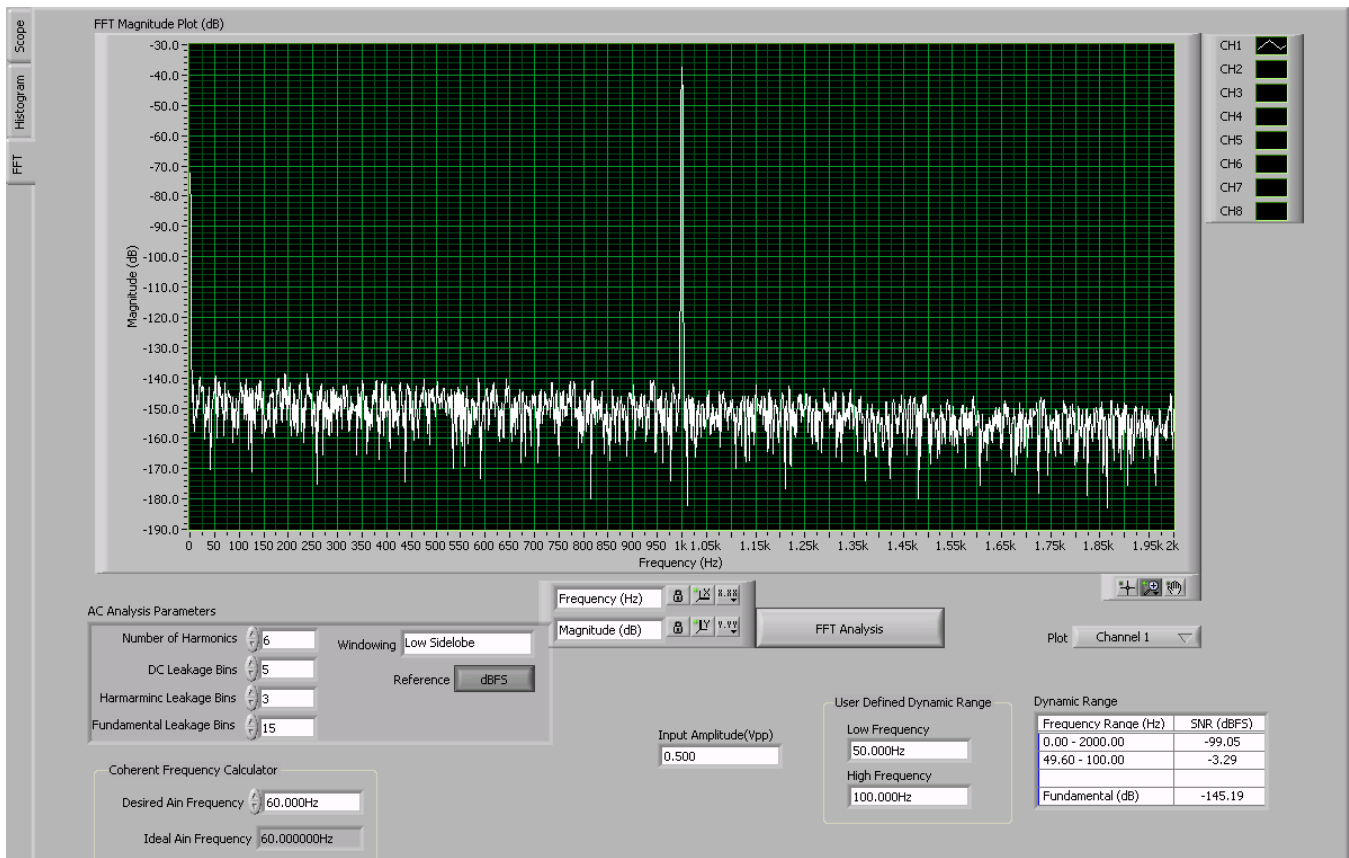 Scope
Histogram
FFT
FFT Magnitude Plot (dB)
Magnitude (dB)
-30.0
-40.0
-50.0
-60.0
-70.0
-80.0
-90.0
-100.0
-110.0
-120.0
-130.0
-140.0
-150.0
-160.0
-170.0
-180.0
-190.0
0 50 100 150 200 250 300 350 400 450 500 550 600 650 700 750 800 850 900 950 1k 1.05k 1.15k 1.25k 1.35k 1.45k 1.55k 1.65k 1.75k 1.85k 1.95k 2k
Frequency (Hz)
CH1
CH2
CH3
CH4
CH5
CH6
CH7
CH8
Frequency (Hz) X X.XX
Magnitude (dB) Y Y.YY
FFT Analysis
Plot Channel 1
AC Analysis Parameters
Number of Harmonics 6
DC Leakage Bins 5
Harmarminc Leakage Bins 3
Fundamental Leakage Bins 15
Windowing Low Sidelobe
Reference dBFS
Coherent Frequency Calculator
Desired Ain Frequency 60.000Hz
Ideal Ain Frequency 60.000000Hz
Input Amplitude(Vpp)
0.500
User Defined Dynamic Range
Low Frequency
50.000Hz
High Frequency
100.000Hz
Dynamic Range
Frequency Range (Hz) SNR (dBFS)
0.00 - 2000.00 -99.05
49.60 - 100.00 -3.29
Fundamental (dB) -145.19